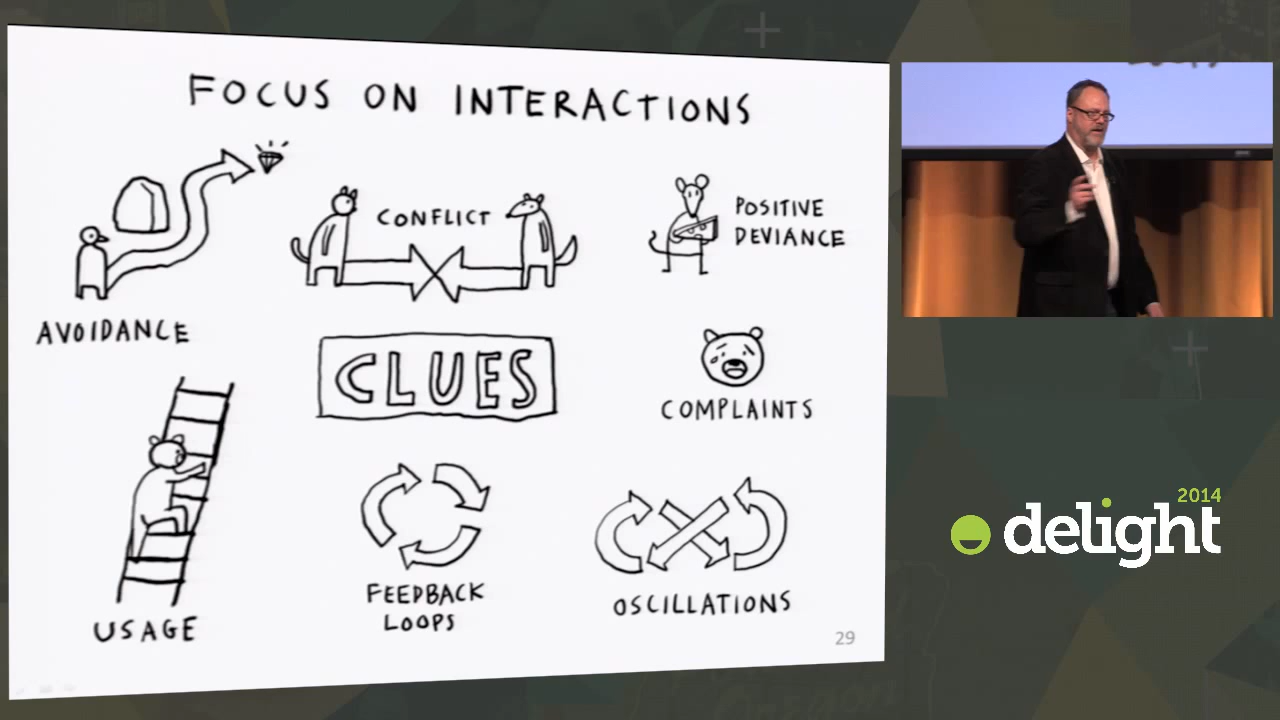 FOCUS ON INTERACTIONS
CONFLICT
POSITIVE
DEVIANCE
AVOIDANCE
CLUES
COMPLAINTS
USAGE
FEEDBACK
LOOPS
OSCILLATIONS
29
2014
delight